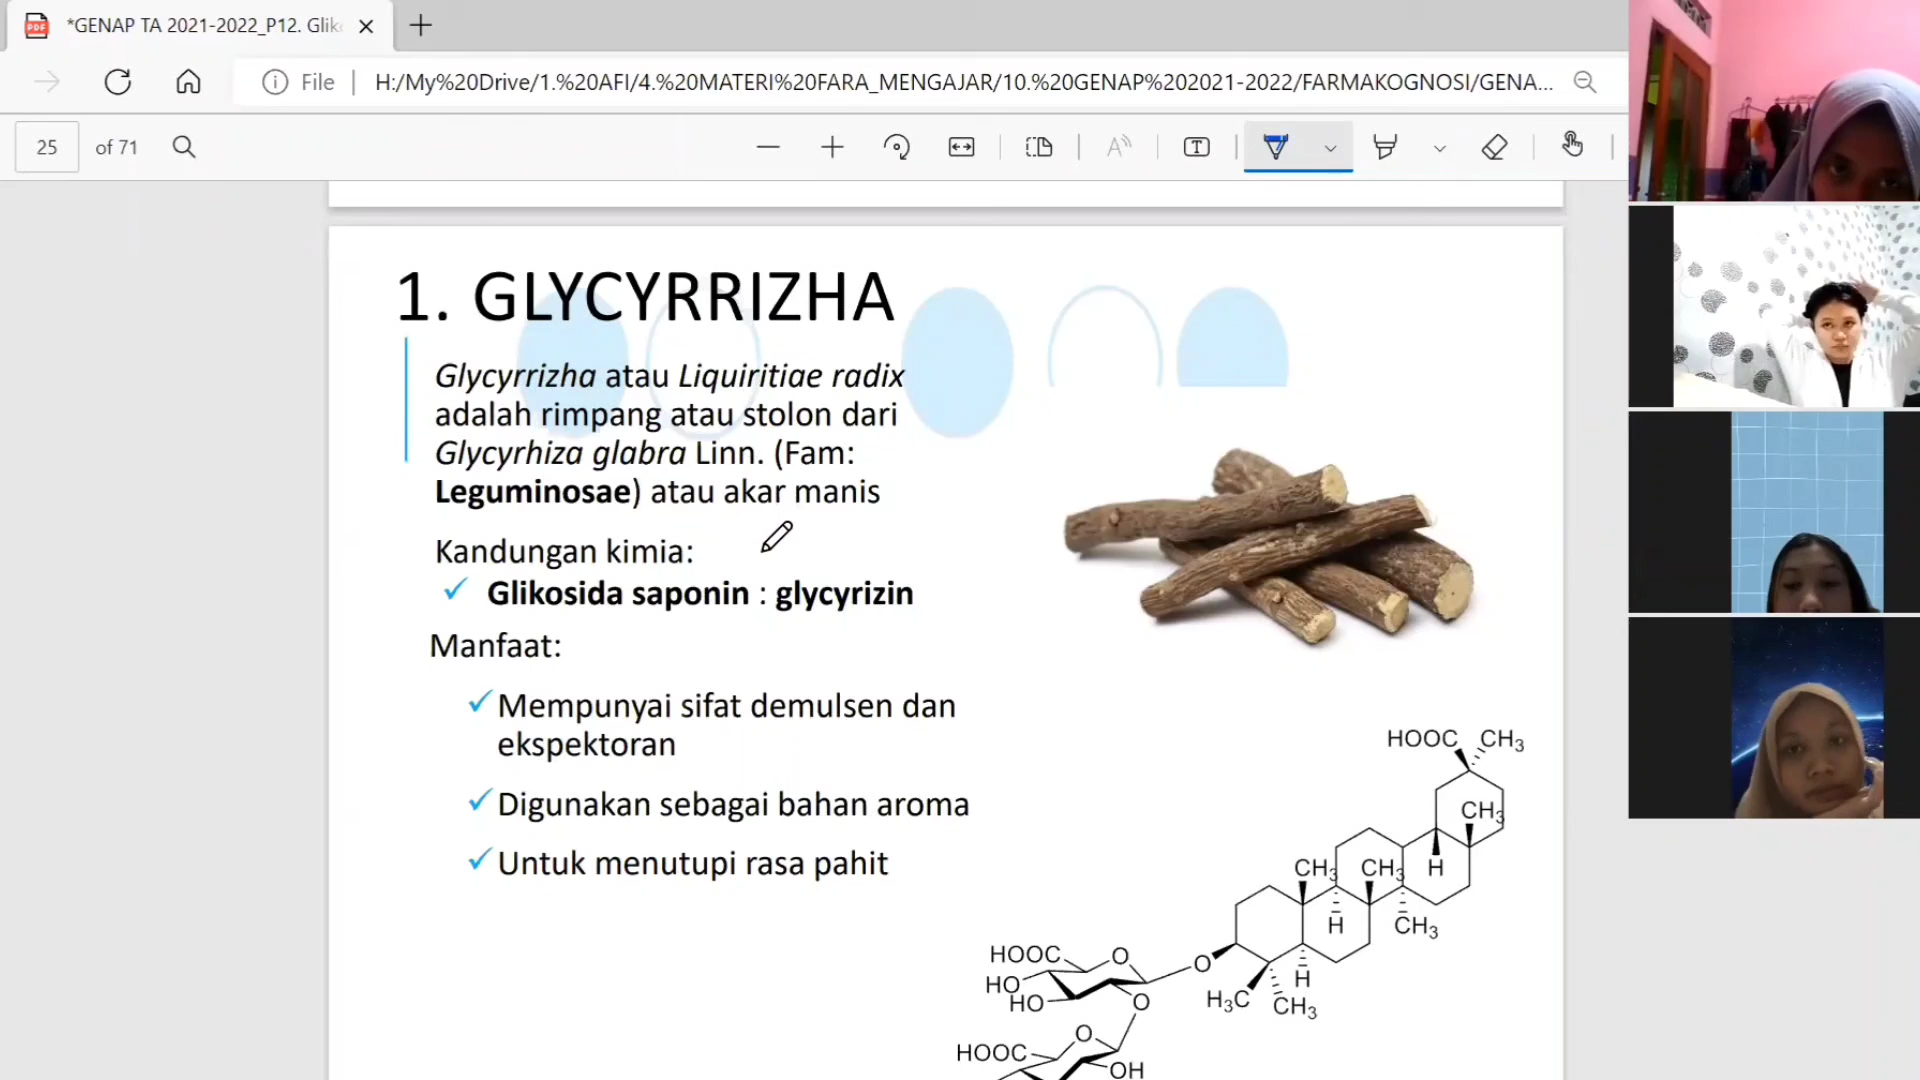 *GENAP TA 2021-2022_P12. Glik
File
H:/My%20Drive/1.%20AFI/4.%20MATERI%20FARA_MENGAJAR/10.%20GENAP%202021-2022/FARMAKOGNOSI/GENA...
25 of 71
1. GLYCYRRIZHA
Glycyrrizha atau Liquiritiae radix
adalah rimpang atau stolon dari
Glycyrhiza glabra Linn. (Fam:
Leguminosae) atau akar manis
Kandungan kimia:
✓ Glikosida saponin : glycyrizin
Manfaat:
✓ Mempunyai sifat demulsen dan
ekspektoran
✓ Digunakan sebagai bahan aroma
✓ Untuk menutupi rasa pahit
HOOC CH3
CH3
CH3 CH3 H
H CH3
HOOC O O
HO H
HO O H3C CH3
O
HOOC
OH